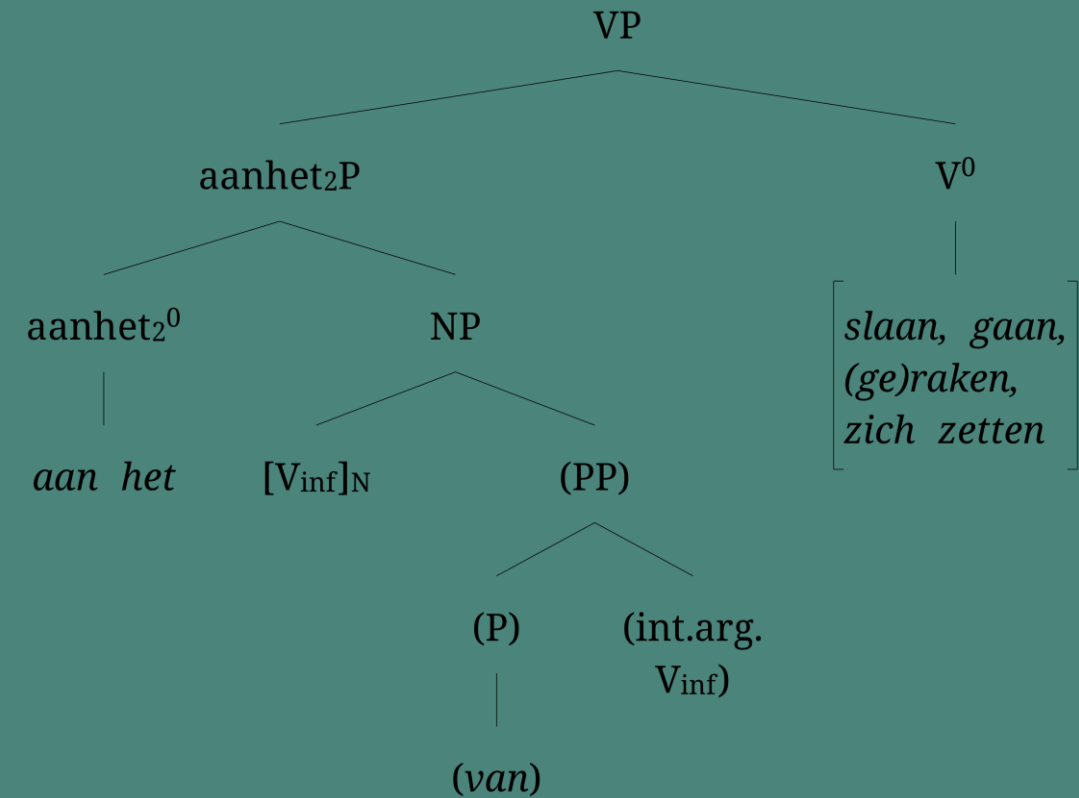 VP
aanhet₂P V⁰
aanhet₂⁰ NP slaan, gaan,
(ge)raken,
zich zetten
aan het [Vinf]N (PP)
(P) (int.arg.
Vinf)
(van)